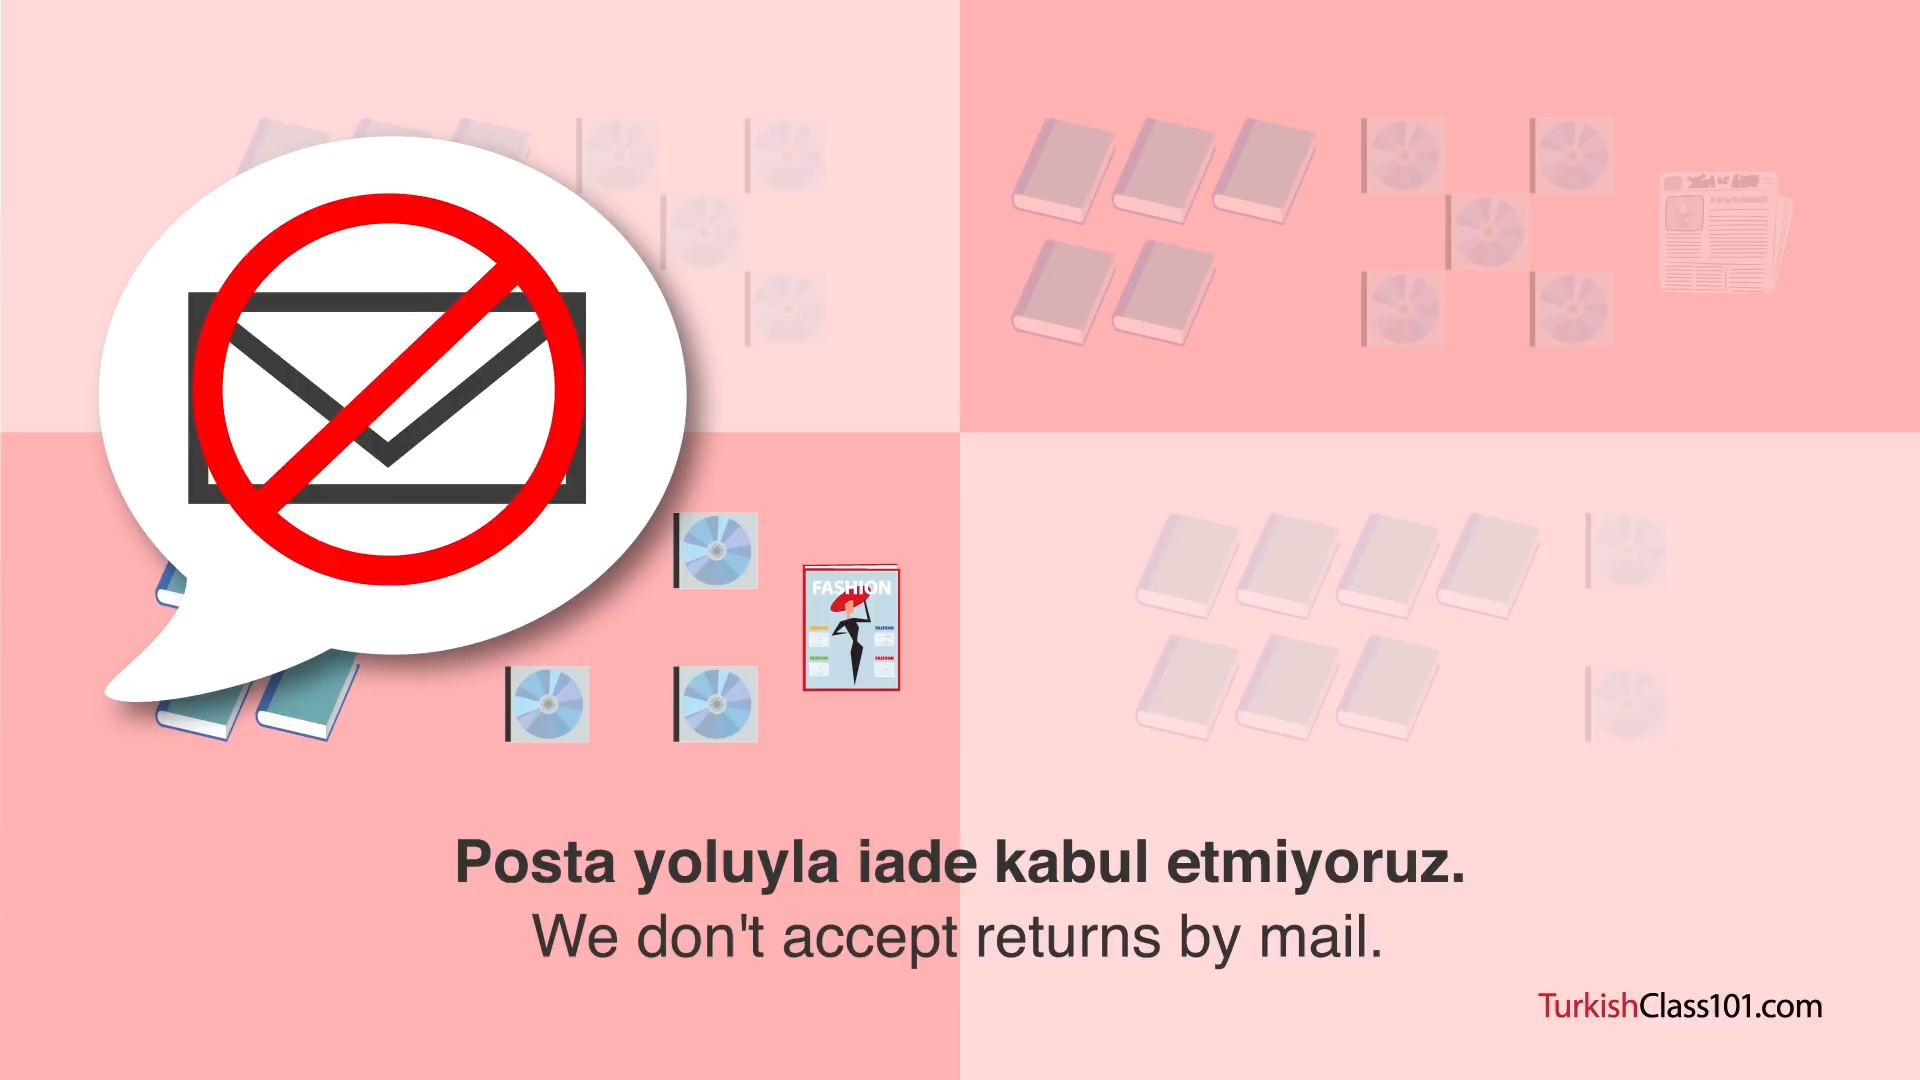 FASHION
Posta yoluyla iade kabul etmiyoruz.
We don't accept returns by mail.
TurkishClass101.com